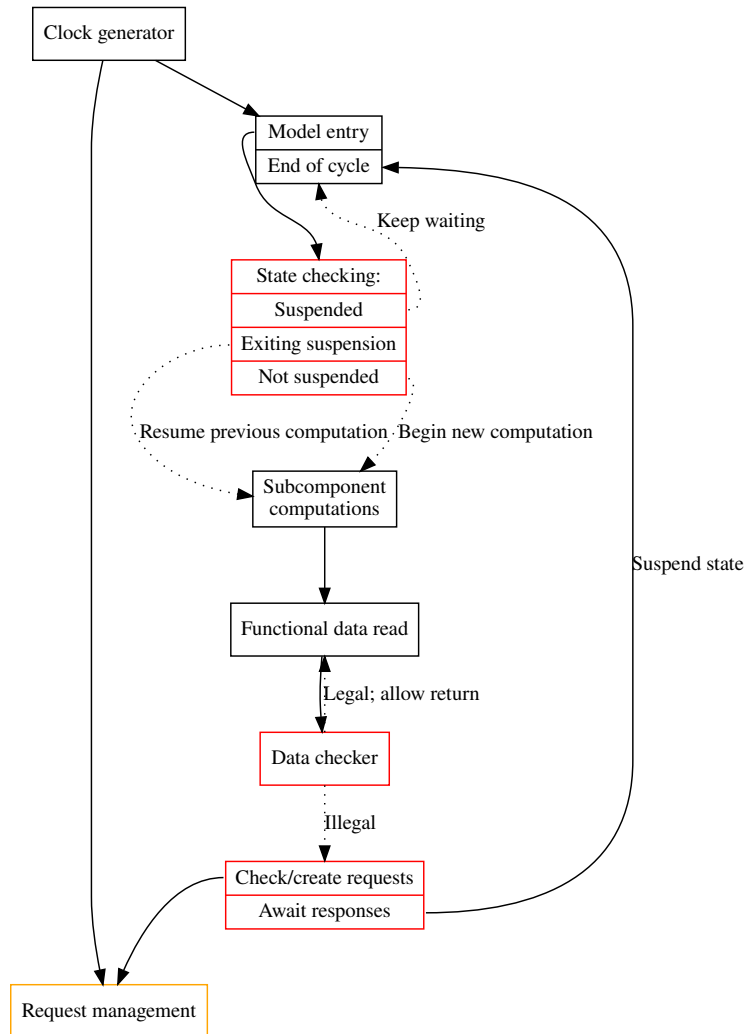 Clock generator
Model entry
End of cycle
Keep waiting
State checking:
Suspended
Exiting suspension
Not suspended
Resume previous computation
Begin new computation
Subcomponent
computations
Suspend state
Functional data read
Legal; allow return
Data checker
Illegal
Check/create requests
Await responses
Request management